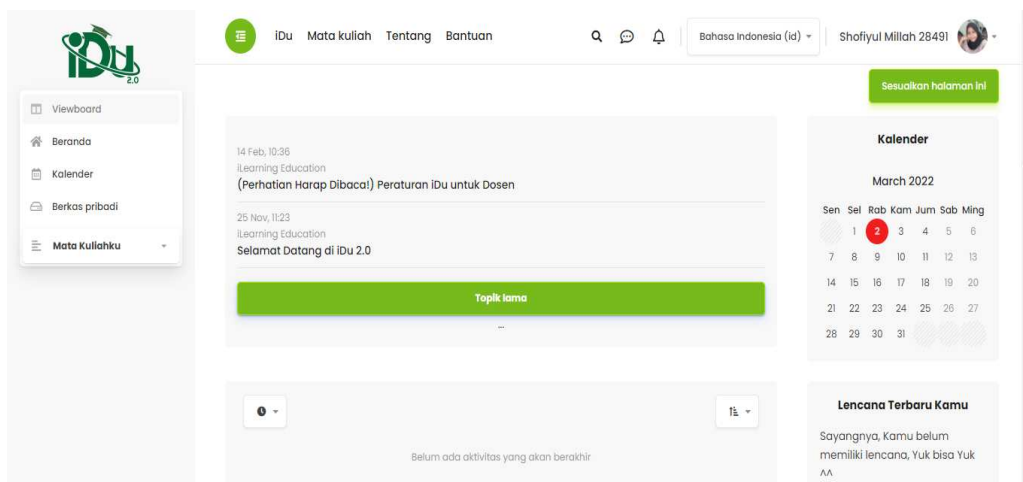 iDu
2.0
Viewboard
Beranda
Kalender
Berkas pribadi
Mata Kuliahku
iDu Mata kuliah Tentang Bantuan
Bahasa Indonesia (id)
Shofiyul Millah 28491
Sesuaikan halaman ini
14 Feb, 10:36
iLearning Education
(Perhatian Harap Dibaca!) Peraturan iDu untuk Dosen
25 Nov, 11:23
iLearning Education
Selamat Datang di iDu 2.0
Topik lama
...
Belum ada aktivitas yang akan berakhir
Kalender
March 2022
Sen Sel Rab Kam Jum Sab Ming
1 2 3 4 5 6
7 8 9 10 11 12 13
14 15 16 17 18 19 20
21 22 23 24 25 26 27
28 29 30 31
Lencana Terbaru Kamu
Sayangnya, Kamu belum
memiliki lencana, Yuk bisa Yuk
^^